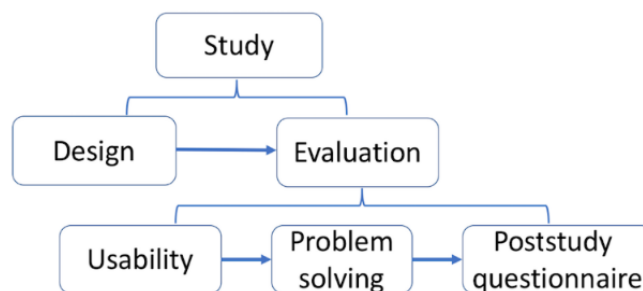 Study
Design
Evaluation
Usability
Problem
solving
Poststudy
questionnaire